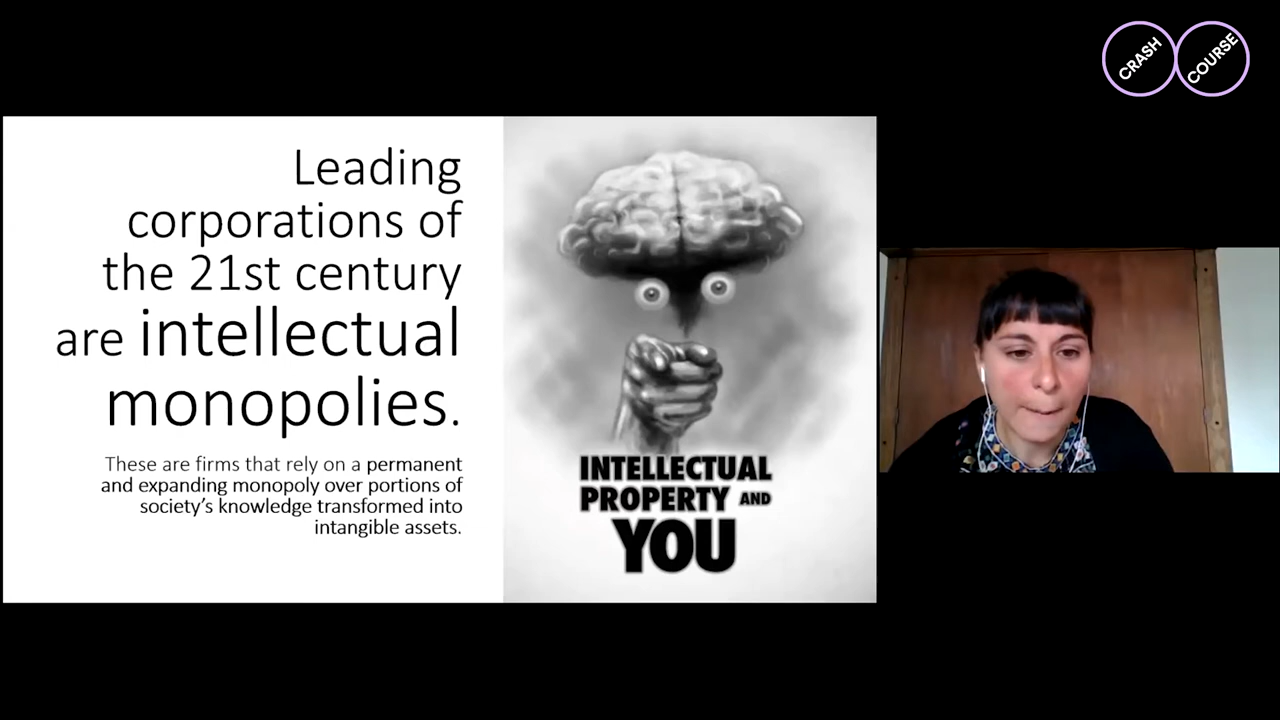 CRASH COURSE
Leading
corporations of
the 21st century
are intellectual
monopolies.
These are firms that rely on a permanent
and expanding monopoly over portions of
society’s knowledge transformed into
intangible assets.
INTELLECTUAL
PROPERTY AND
YOU